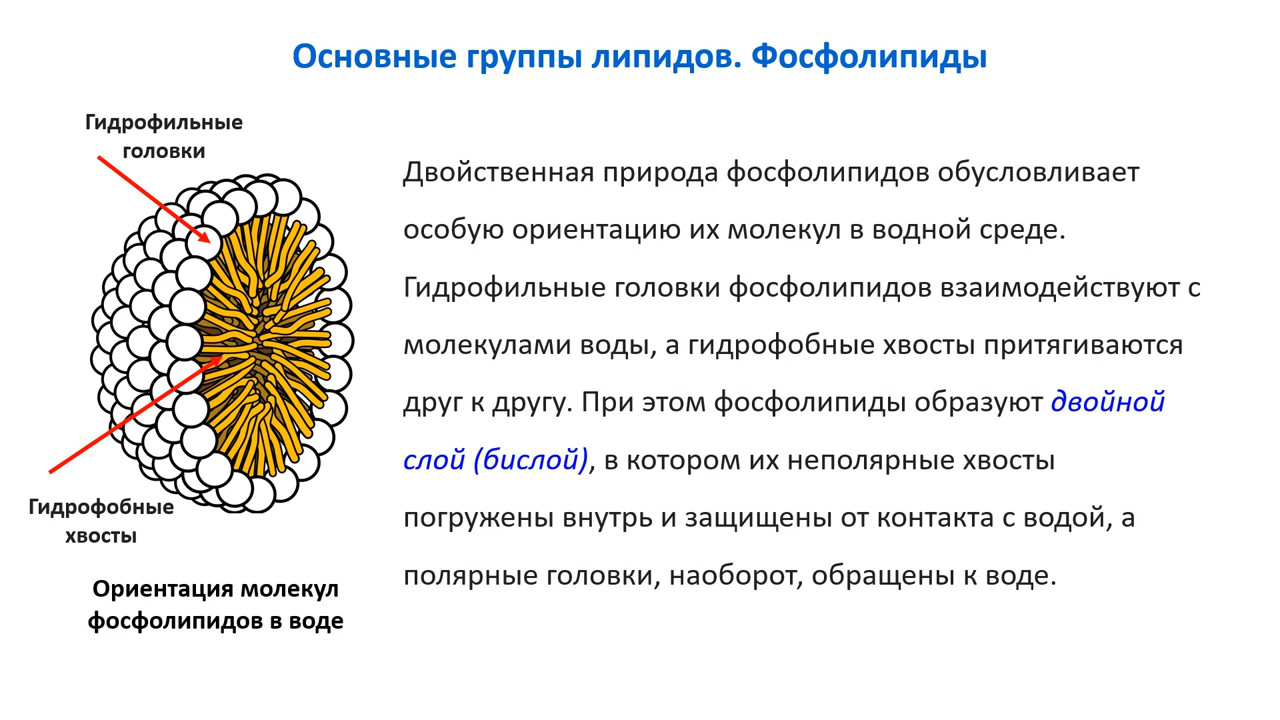 Основные группы липидов. Фосфолипиды
Гидрофильные
головки
Двойственная природа фосфолипидов обусловливает
особую ориентацию их молекул в водной среде.
Гидрофильные головки фосфолипидов взаимодействуют с
молекулами воды, а гидрофобные хвосты притягиваются
друг к другу. При этом фосфолипиды образуют двойной
слой (бислой), в котором их неполярные хвосты
погружены внутрь и защищены от контакта с водой, а
полярные головки, наоборот, обращены к воде.
Гидрофобные
хвосты
Ориентация молекул
фосфолипидов в воде